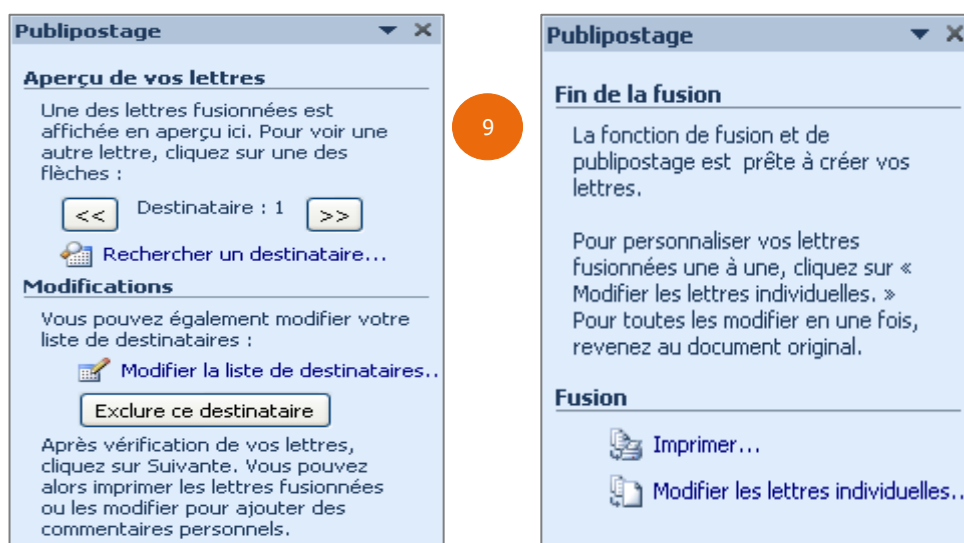 Publipostage
Aperçu de vos lettres
Une des lettres fusionnées est
affichée en aperçu ici. Pour voir une
autre lettre, cliquez sur une des
flèches :
<< Destinataire : 1 >>
Rechercher un destinataire...
Modifications
Vous pouvez également modifier votre
liste de destinataires :
Modifier la liste de destinataires..
Exclure ce destinataire
Après vérification de vos lettres,
cliquez sur Suivante. Vous pouvez
alors imprimer les lettres fusionnées
ou les modifier pour ajouter des
commentaires personnels.
9
Publipostage
Fin de la fusion
La fonction de fusion et de
publipostage est prête à créer vos
lettres.
Pour personnaliser vos lettres
fusionnées une à une, cliquez sur «
Modifier les lettres individuelles. »
Pour toutes les modifier en une fois,
revenez au document original.
Fusion
Imprimer...
Modifier les lettres individuelles..